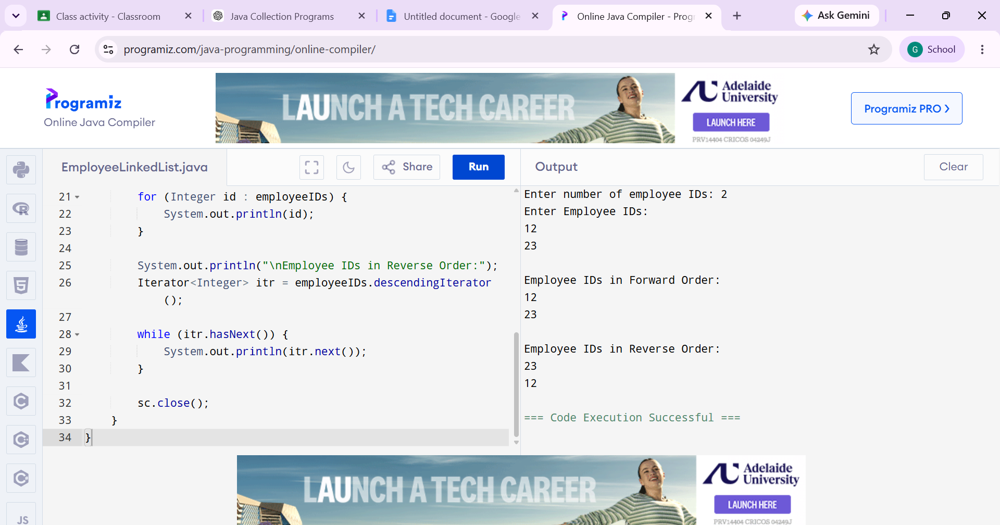 Class activity - Classroom
Java Collection Programs
Untitled document - Google
Online Java Compiler - Progr
Ask Gemini
programiz.com/java-programming/online-compiler/
G
School
Programiz
Online Java Compiler
LAUNCH A TECH CAREER
Adelaide
University
LAUNCH HERE
PRV14404 CRICOS 04249J
Programiz PRO
EmployeeLinkedList.java
Share
Run
Output
Clear
21 for (Integer id : employeeIDs) {
22 System.out.println(id);
23 }
24
25 System.out.println("\nEmployee IDs in Reverse Order:");
26 Iterator<Integer> itr = employeeIDs.descendingIterator
();
27
28 while (itr.hasNext()) {
29 System.out.println(itr.next());
30 }
31
32 sc.close();
33 }
34 }
Enter number of employee IDs: 2
Enter Employee IDs:
12
23
Employee IDs in Forward Order:
12
23
Employee IDs in Reverse Order:
23
12
=== Code Execution Successful ===
R
5
C
C++
C#
JS
LAUNCH A TECH CAREER
Adelaide
University
LAUNCH HERE
PRV14404 CRICOS 04249J